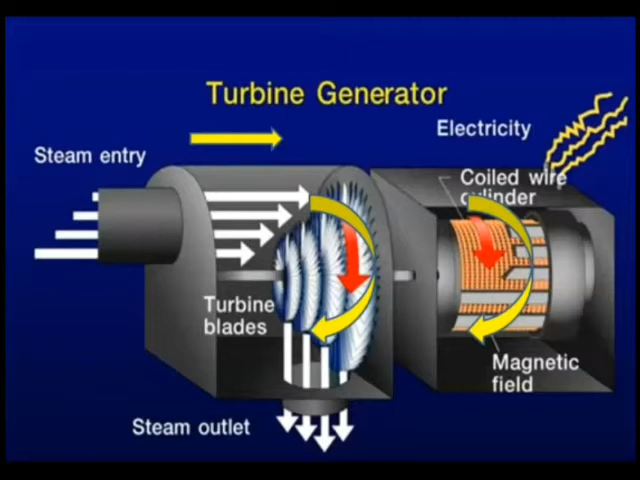 Turbine Generator
Electricity
Steam entry
Coiled wire
cylinder
Turbine
blades
Magnetic
field
Steam outlet